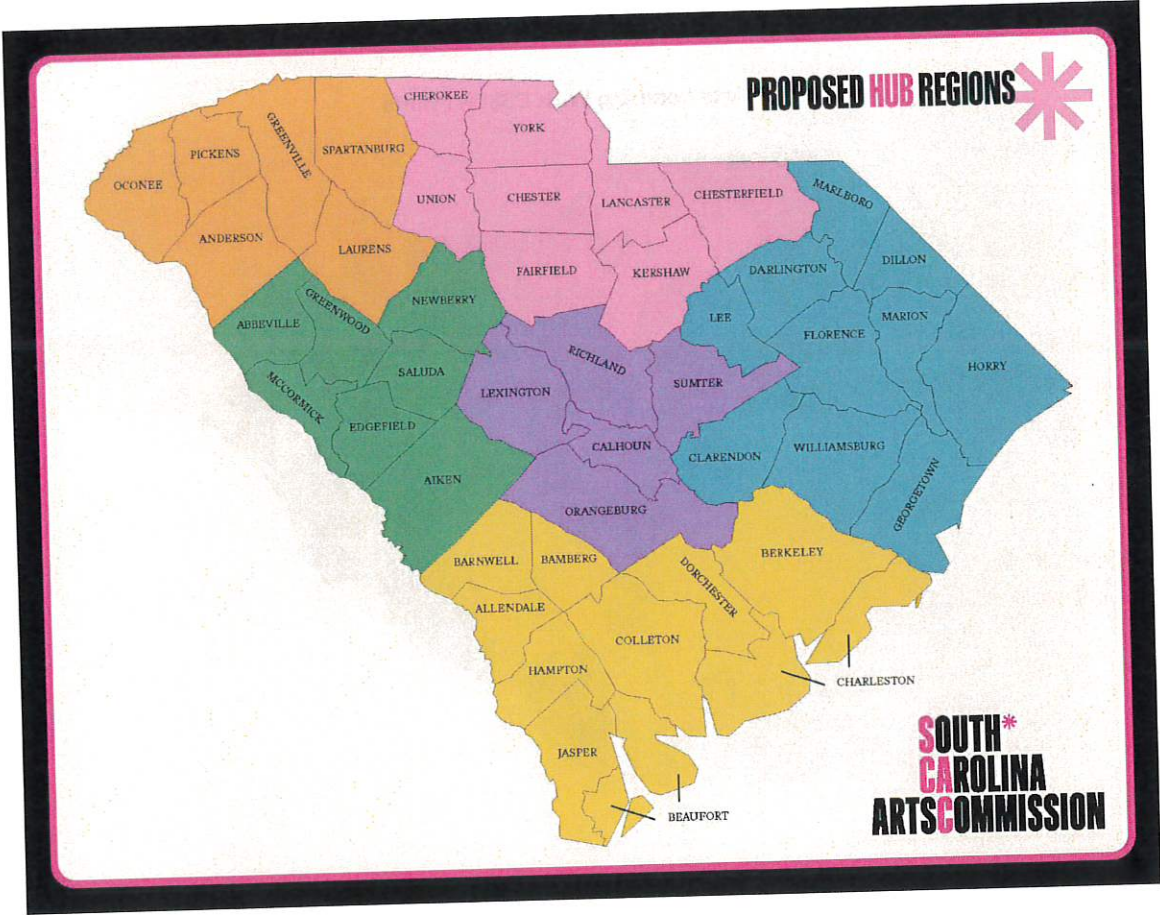 PROPOSED HUB REGIONS
CHEROKEE
YORK
GREENVILLE
PICKENS
SPARTANBURG
OCONEE
UNION
CHESTER
LANCASTER
CHESTERFIELD
MARLBORO
ANDERSON
LAURENS
FAIRFIELD
KERSHAW
DARLINGTON
DILLON
NEWBERRY
GREENWOOD
ABBEVILLE
LEE
MARION
FLORENCE
HORRY
RICHLAND
SALUDA
LEXINGTON
SUMTER
MCCORMICK
EDGEFIELD
CALHOUN
CLARENDON
WILLIAMSBURG
AIKEN
GEORGETOWN
ORANGEBURG
BARNWELL
BAMBERG
BERKELEY
DORCHESTER
ALLENDALE
COLLETON
HAMPTON
CHARLESTON
JASPER
BEAUFORT
SOUTH*
CAROLINA
ARTSCOMMISSION